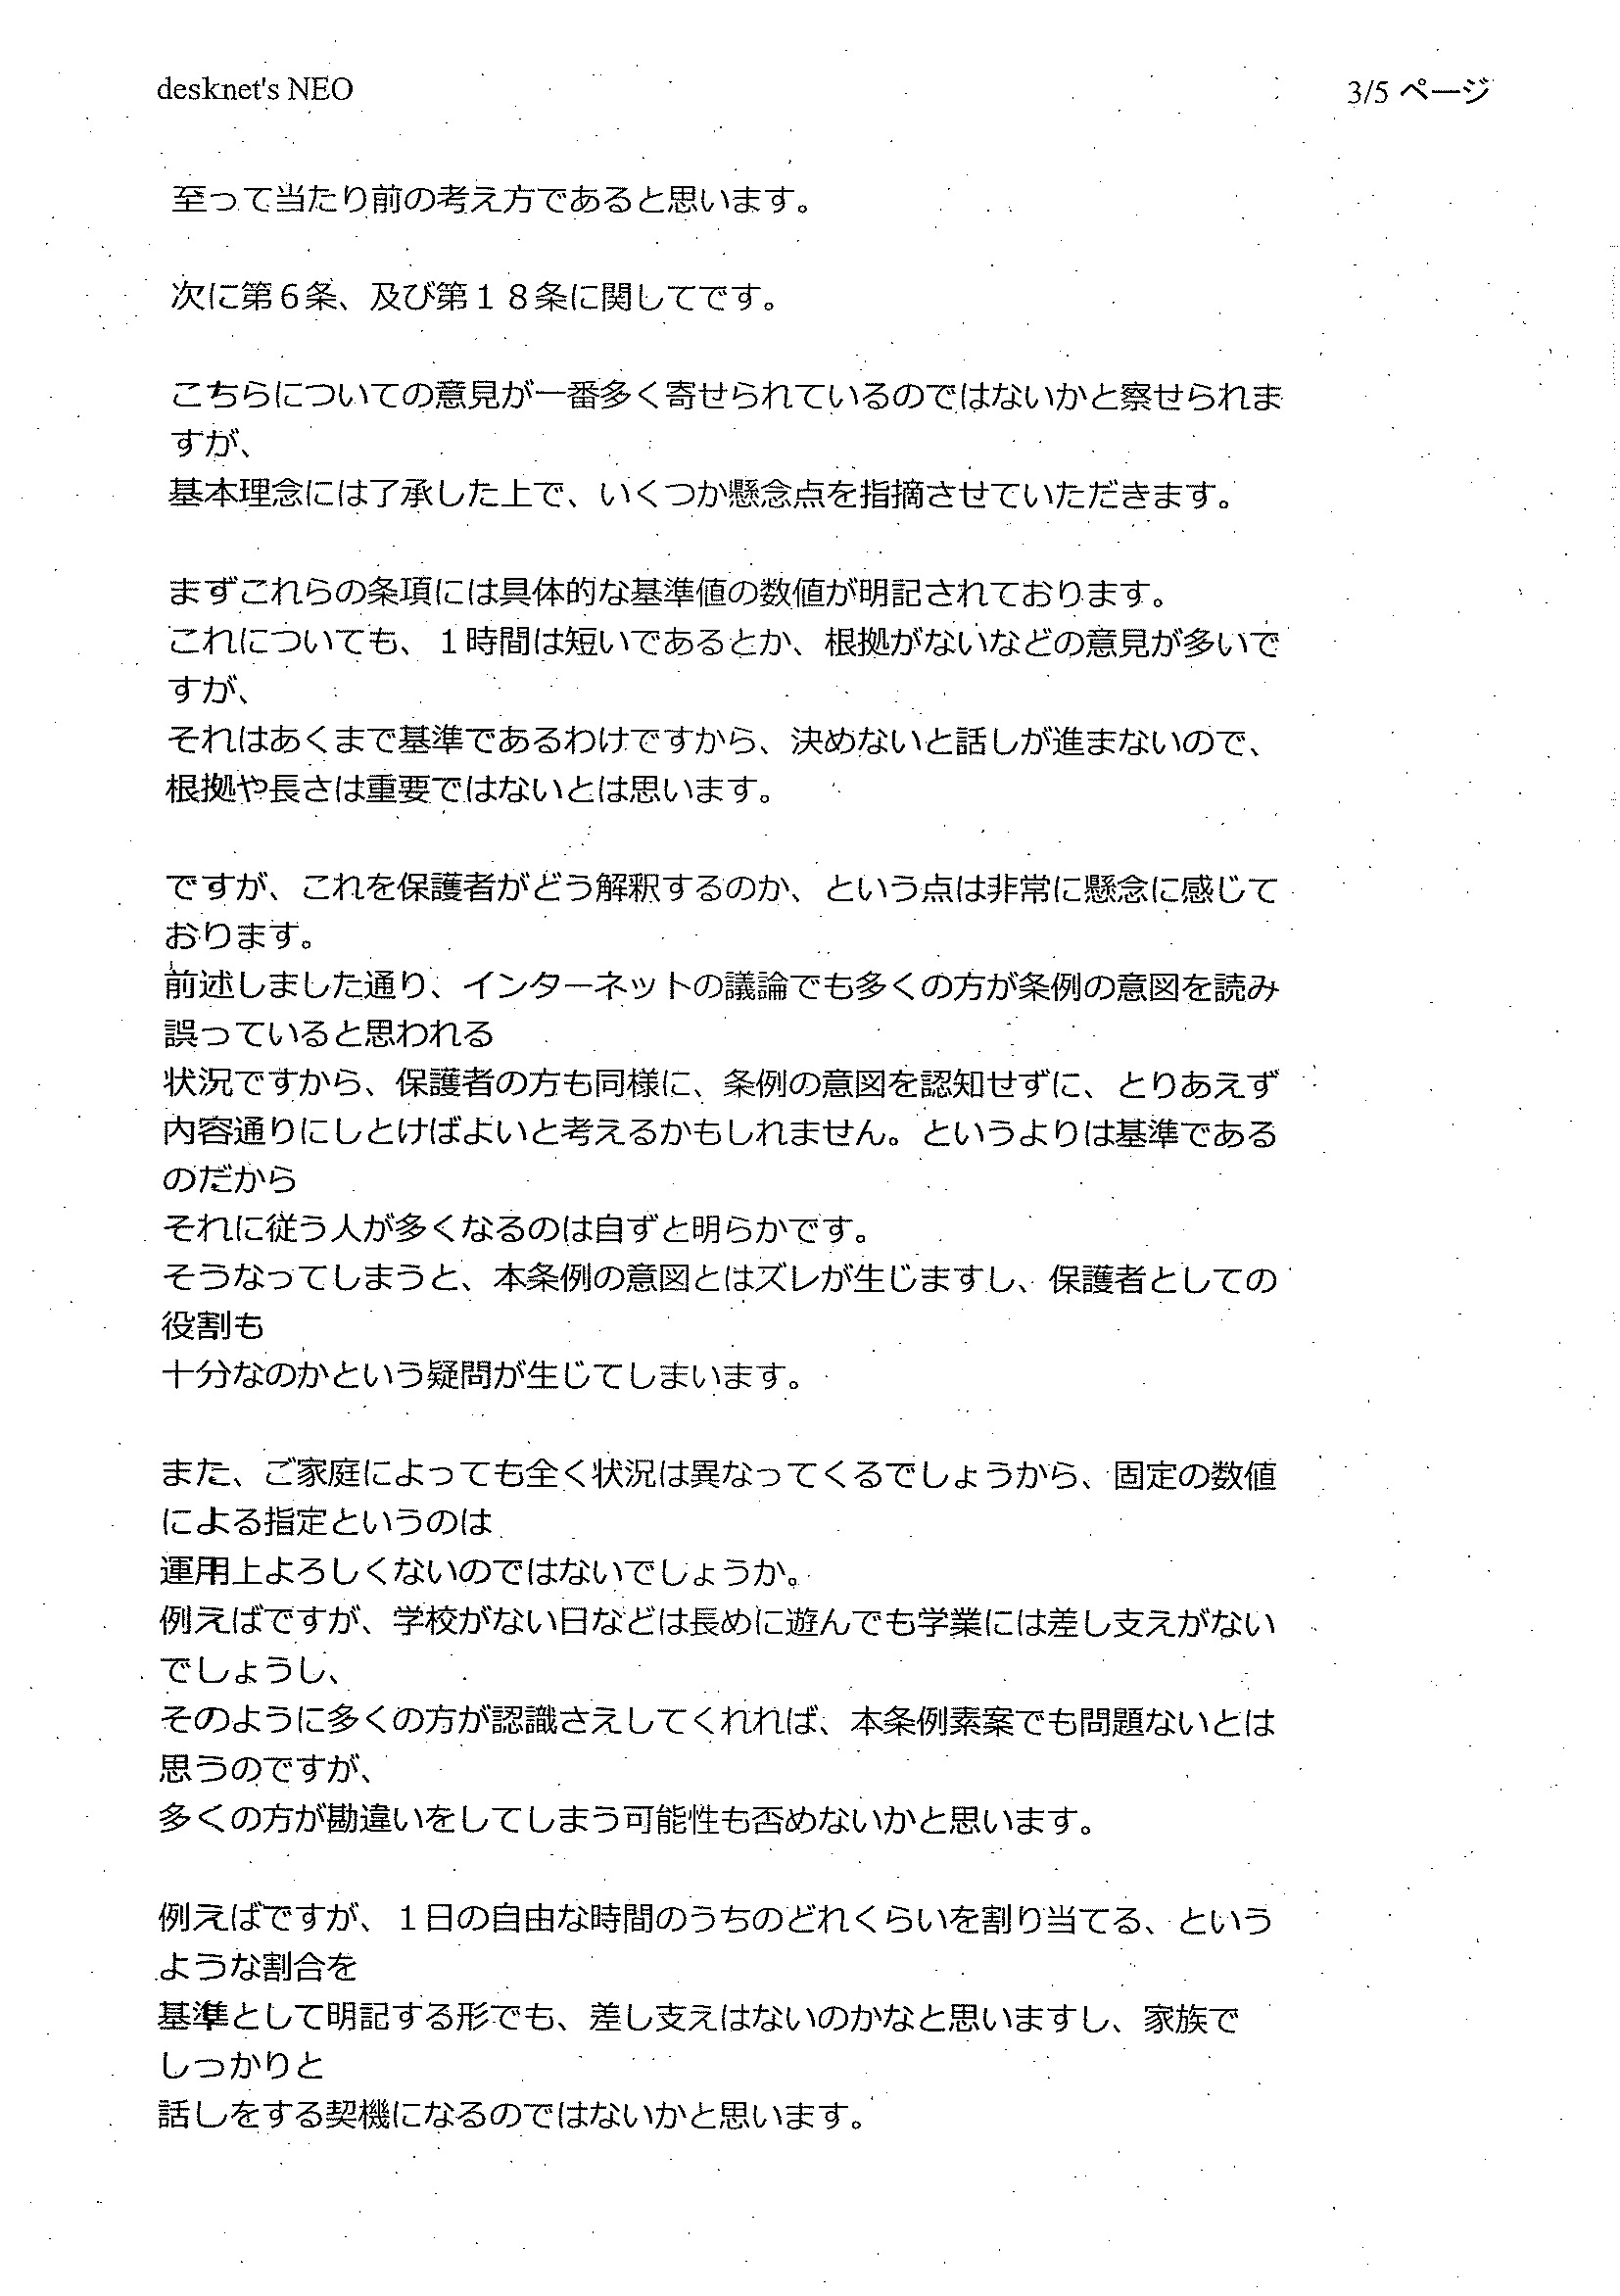 desknet's NEO
3/5 ページ
至って当たり前の考え方であると思います。
次に第６条、及び第１８条に関してです。
こちらについての意見が一番多く寄せられているのではないかと察せられま
すが、
基本理念には了承した上で、いくつか懸念点を指摘させていただきます。
まずこれらの条項には具体的な基準値の数値が明記されております。
これについても、１時間は短いであるとか、根拠がないなどの意見が多いで
すが、
それはあくまで基準であるわけですから、決めないと話しが進まないので、
根拠や長さは重要ではないとは思います。
ですが、これを保護者がどう解釈するのか、という点は非常に懸念に感じて
おります。
前述しました通り、インターネットの議論でも多くの方が条例の意図を読み
誤っていると思われる
状況ですから、保護者の方も同様に、条例の意図を認知せずに、とりあえず
内容通りにしとけばよいと考えるかもしれません。というよりは基準である
のだから
それに従う人が多くなるのは自ずと明らかです。
そうなってしまうと、本条例の意図とはズレが生じますし、保護者としての
役割も
十分なのかという疑問が生じてしまいます。
また、ご家庭によっても全く状況は異なってくるでしょうから、固定の数値
による指定というのは
運用上よろしくないのではないでしょうか。
例えばですが、学校がない日などは長めに遊んでも学業には差し支えがない
でしょうし、
そのように多くの方が認識さえしてくれれば、本条例素案でも問題ないとは
思うのですが、
多くの方が勘違いをしてしまう可能性も否めないかと思います。
例えばですが、１日の自由な時間のうちのどれくらいを割り当てる、という
ような割合を
基準として明記する形でも、差し支えはないのかなと思いますし、家族で
しっかりと
話しをする契機になるのではないかと思います。